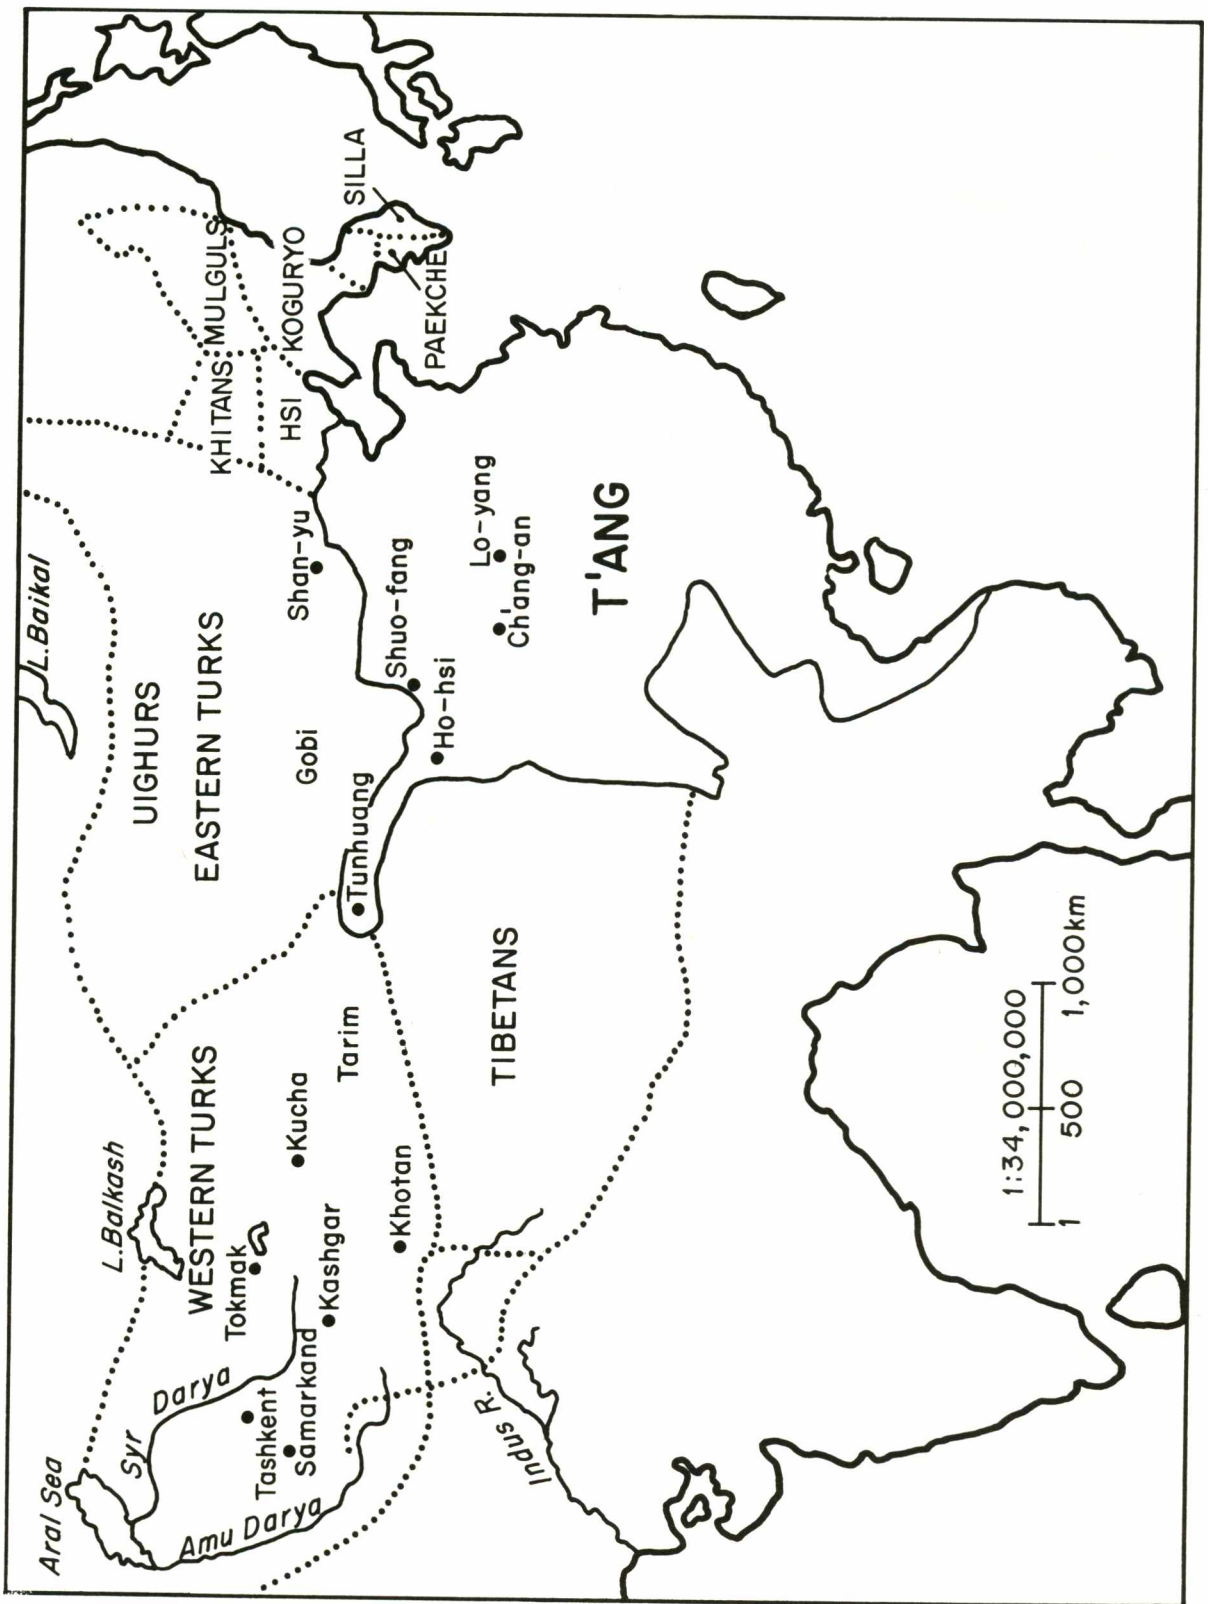 Aral Sea
L.Balkash
L.Baikal
Syr Darya
Amu Darya
Tashkent
Samarkand
Tokmak
WESTERN TURKS
Kashgar
Kucha
Khotan
Tarim
UIGHURS
EASTERN TURKS
Gobi
Tunhuang
Shan-yu
Shuo-fang
Ho-hsi
KHITANS
MULGULS
HSI
KOGURYO
SILLA
PAEKCHE
Lo-yang
Ch'ang-an
T'ANG
TIBETANS
Indus R.
1:34,000,000
1 500 1,000km